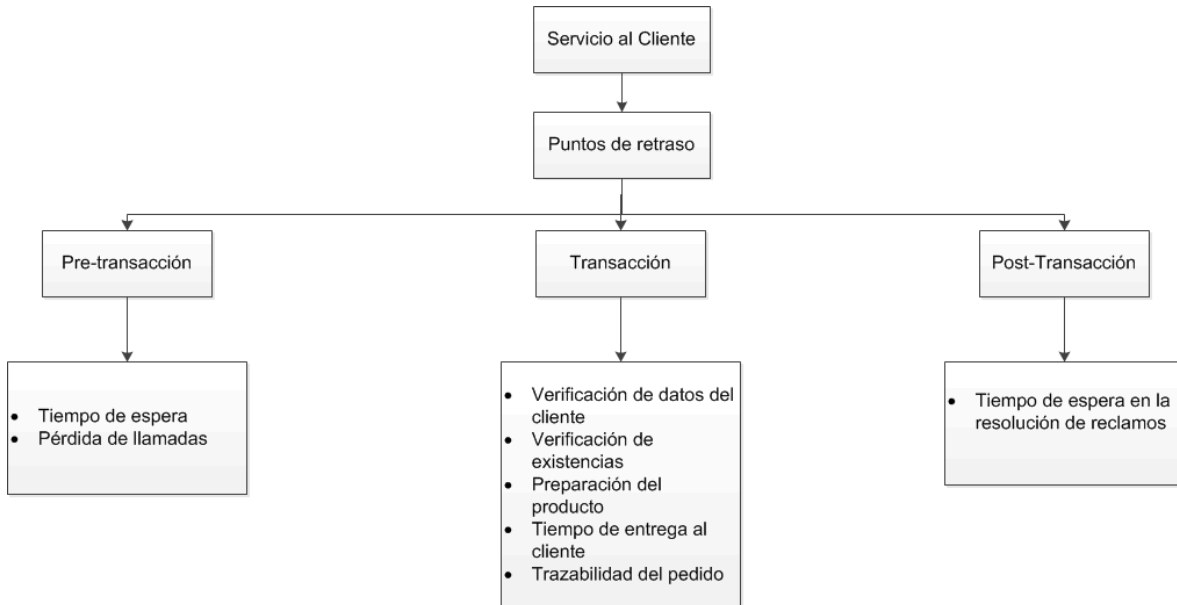 Servicio al Cliente
Puntos de retraso
Pre-transacción
Transacción
Post-Transacción
• Tiempo de espera
• Pérdida de llamadas
• Verificación de datos del
cliente
• Verificación de
existencias
• Preparación del
producto
• Tiempo de entrega al
cliente
• Trazabilidad del pedido
• Tiempo de espera en la
resolución de reclamos